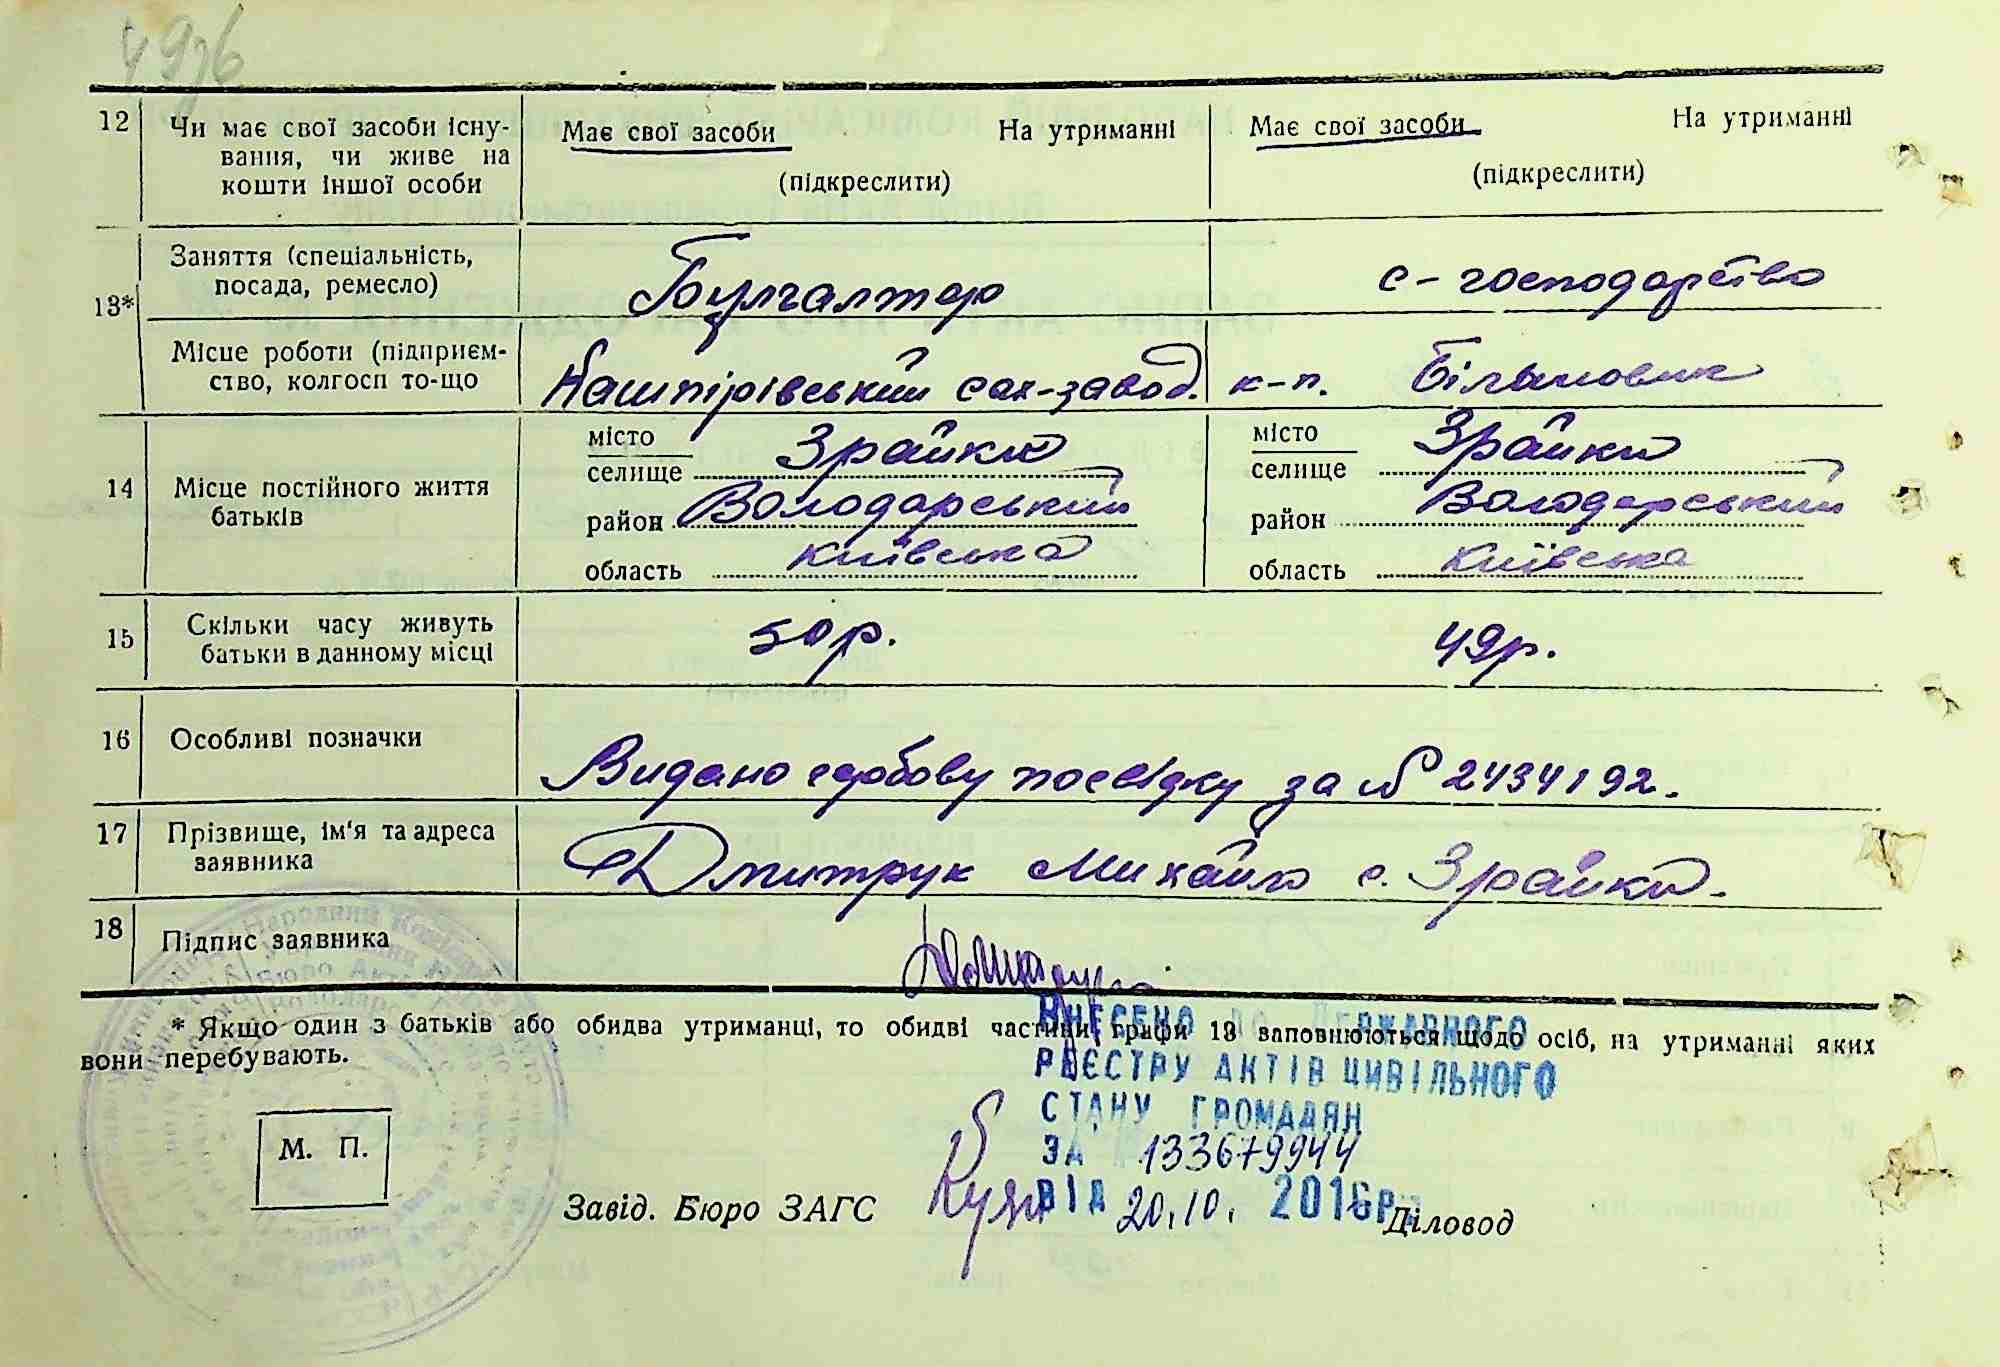 4976
12 Чи має свої засоби існу-
вання, чи живе на
кошти іншої особи
Має свої засоби На утриманні
(підкреслити)
Має свої засоби На утриманні
(підкреслити)
13*
Заняття (спеціальність,
посада, ремесло)
Бухгалтер
с-господарство
Місце роботи (підприєм-
ство, колгосп то-що
Кашпірівський сах-завод.
к-п. Більшовик
14 Місце постійного життя
батьків
місто
селище Зрайки
район Володарський
область Київська
місто
селище Зрайки
район Володарський
область Київська
15 Скільки часу живуть
батьки в данному місці
50р.
49р.
16 Особливі позначки
Видано здобову посвідку за № 2434192.
17 Прізвище, ім'я та адреса
заявника
Дмитрук Михайло с. Зрайки.
18 Підпис заявника
* Якщо один з батьків або обидва утриманці, то обидві частини графи 13 заповнюються щодо осіб, на утриманні яких
вони перебувають.
ВНЕСЕНО ДО ДЕРЖАВНОГО
РЕЄСТРУ АКТІВ ЦИВІЛЬНОГО
СТАНУ ГРОМАДЯН
ЗА 133679944
ВІД 20.10. 2016р.
М. П.
Завід. Бюро ЗАГС
Діловод